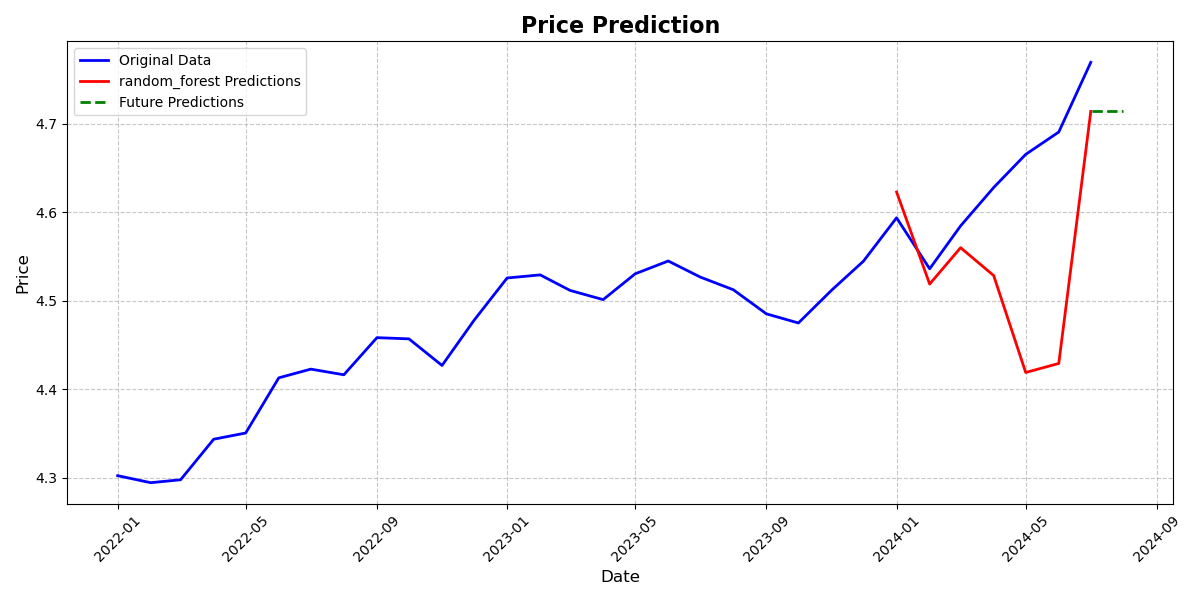 Price Prediction
Original Data
random_forest Predictions
Future Predictions
Price
4.7
4.6
4.5
4.4
4.3
2022-01
2022-05
2022-09
2023-01
2023-05
2023-09
2024-01
2024-05
2024-09
Date